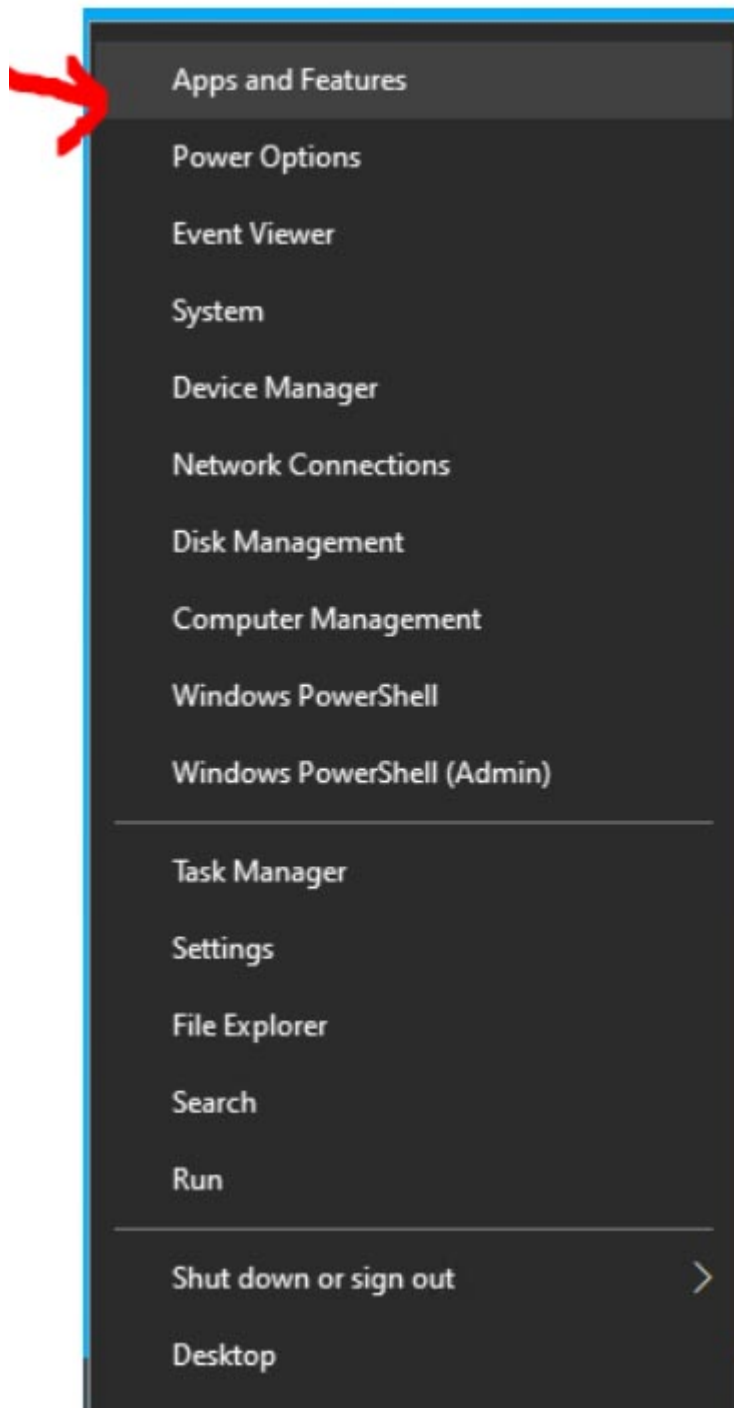 Apps and Features
Power Options
Event Viewer
System
Device Manager
Network Connections
Disk Management
Computer Management
Windows PowerShell
Windows PowerShell (Admin)
Task Manager
Settings
File Explorer
Search
Run
Shut down or sign out
Desktop